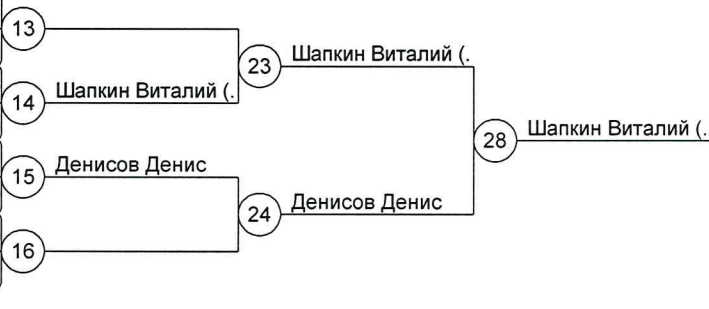 13
Шапкин Виталий (.
23
14
Шапкин Виталий (.
Шапкин Виталий (.
28
Денисов Денис
15
Денисов Денис
24
16